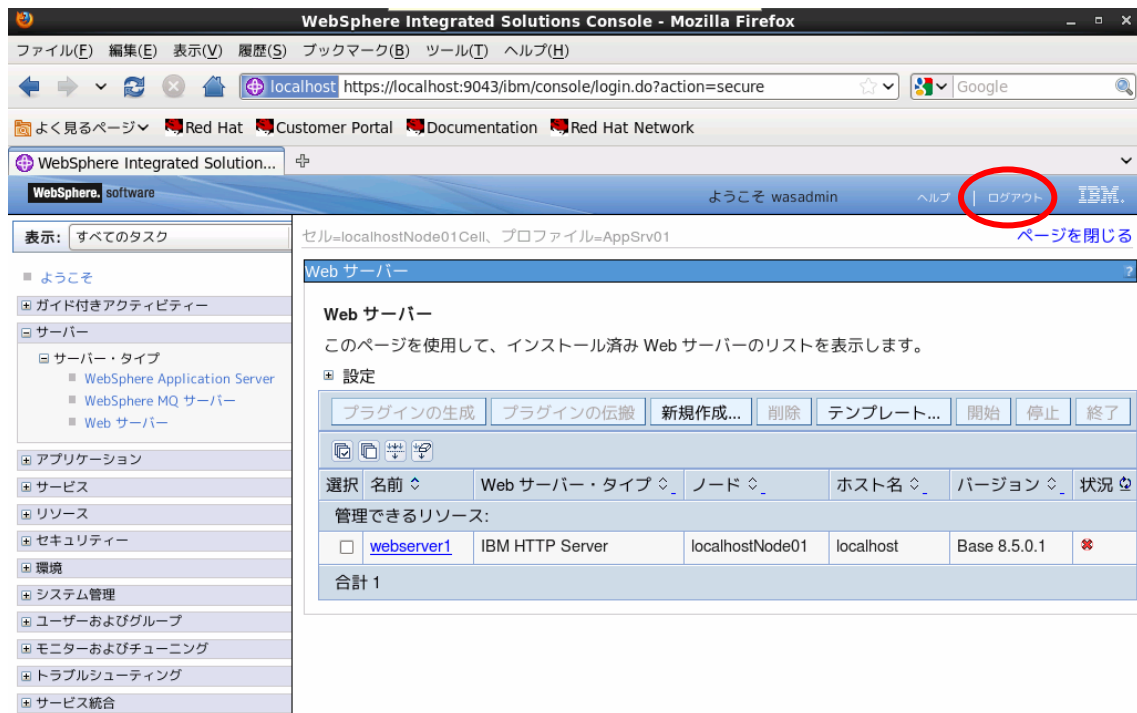 WebSphere Integrated Solutions Console - Mozilla Firefox
ファイル(F) 編集(E) 表示(V) 履歴(S) ブックマーク(B) ツール(T) ヘルプ(H)
localhost https://localhost:9043/ibm/console/login.do?action=secure Google
よく見るページ Red Hat Customer Portal Documentation Red Hat Network
WebSphere Integrated Solution...
WebSphere. software ようこそ wasadmin ヘルプ | ログアウト IBM.
表示: すべてのタスク
ようこそ
ガイド付きアクティビティー
サーバー
サーバー・タイプ
WebSphere Application Server
WebSphere MQ サーバー
Web サーバー
アプリケーション
サービス
リソース
セキュリティー
環境
システム管理
ユーザーおよびグループ
モニターおよびチューニング
トラブルシューティング
サービス統合
セル=localhostNode01Cell、プロファイル=AppSrv01 ページを閉じる
Web サーバー ?
Web サーバー
このページを使用して、インストール済み Web サーバーのリストを表示します。
設定
プラグインの生成 プラグインの伝搬 新規作成... 削除 テンプレート... 開始 停止 終了
選択 名前 Web サーバー・タイプ ノード ホスト名 バージョン 状況
管理できるリソース:
webserver1 IBM HTTP Server localhostNode01 localhost Base 8.5.0.1
合計 1